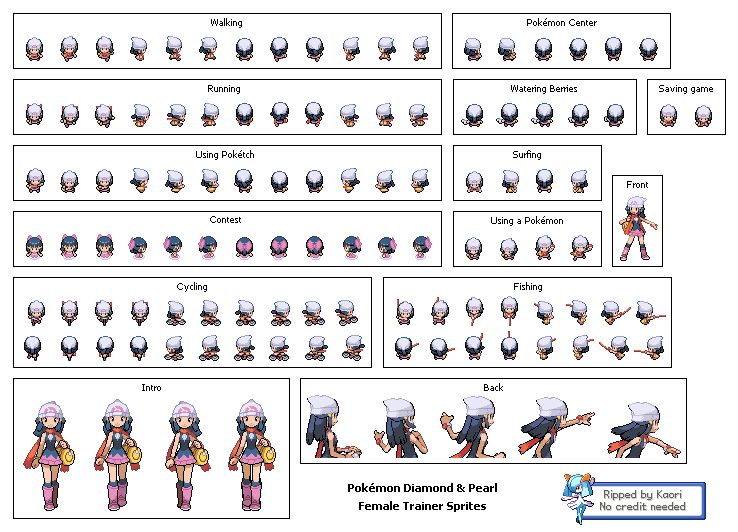 Walking
Pokémon Center
Running
Watering Berries
Saving game
Using Pokétch
Surfing
Front
Contest
Using a Pokémon
Cycling
Fishing
Intro
Back
Pokémon Diamond & Pearl
Female Trainer Sprites
Ripped by Kaori
No credit needed